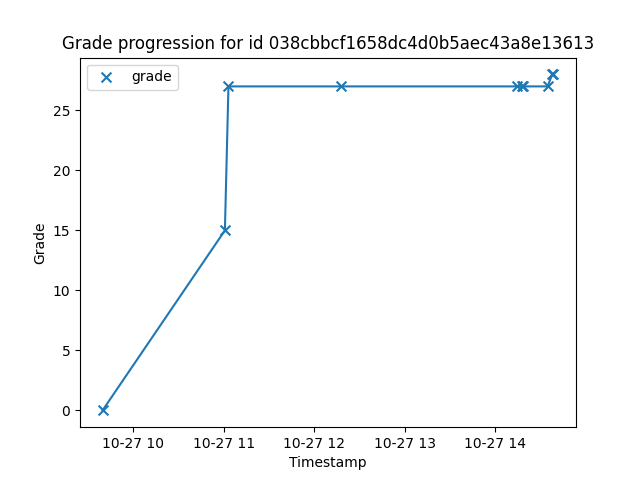 Grade progression for id 038cbbcf1658dc4d0b5aec43a8e13613
grade
25
20
15
10
5
0
Grade
10-27 10 10-27 11 10-27 12 10-27 13 10-27 14
Timestamp